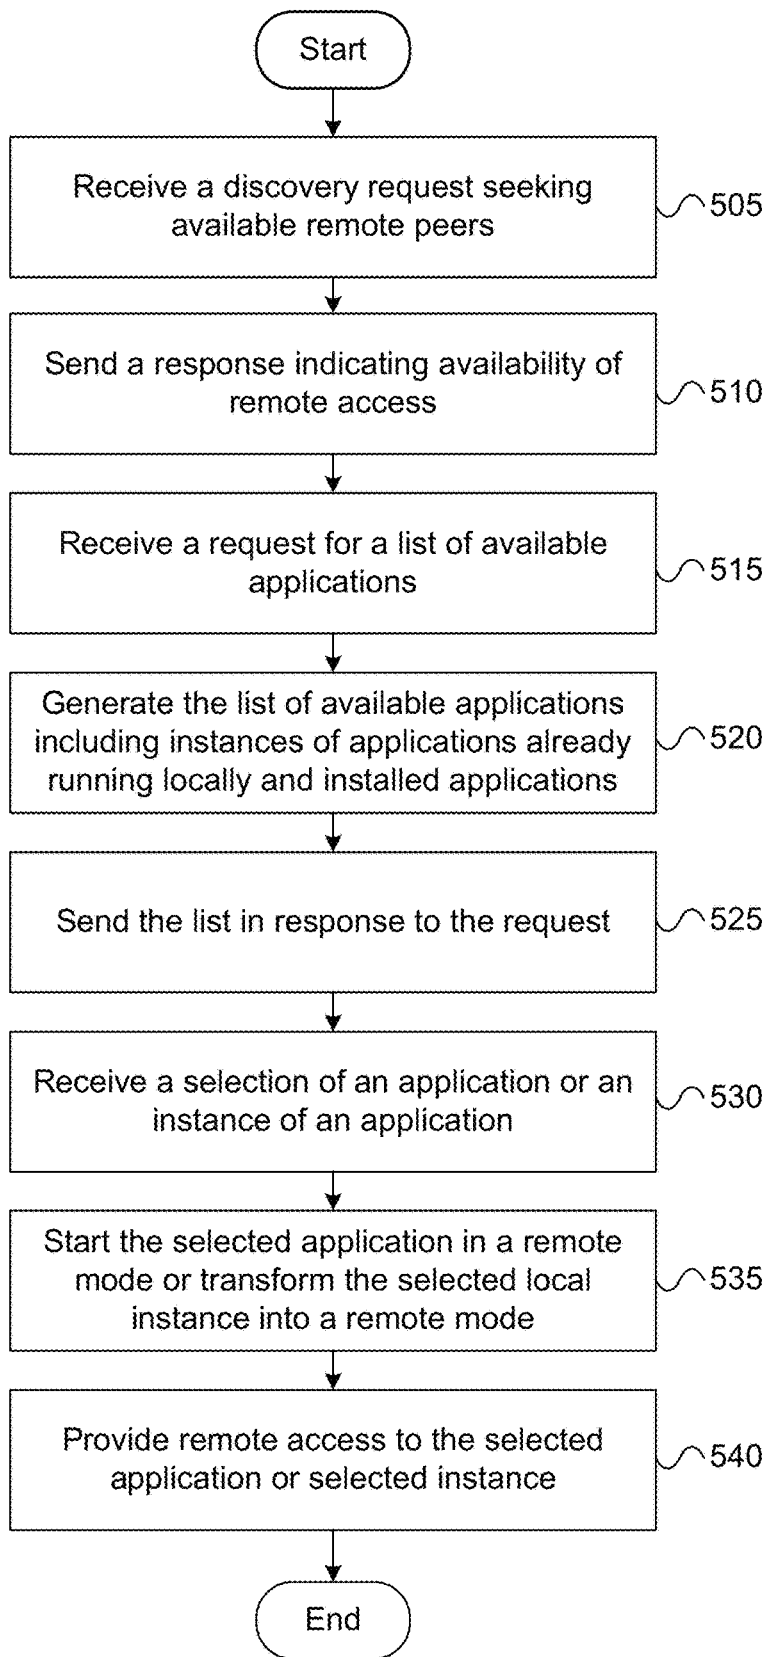 Start
Receive a discovery request seeking
available remote peers
505
Send a response indicating availability of
remote access
510
Receive a request for a list of available
applications
515
Generate the list of available applications
including instances of applications already
running locally and installed applications
520
Send the list in response to the request
525
Receive a selection of an application or an
instance of an application
530
Start the selected application in a remote
mode or transform the selected local
instance into a remote mode
535
Provide remote access to the selected
application or selected instance
540
End